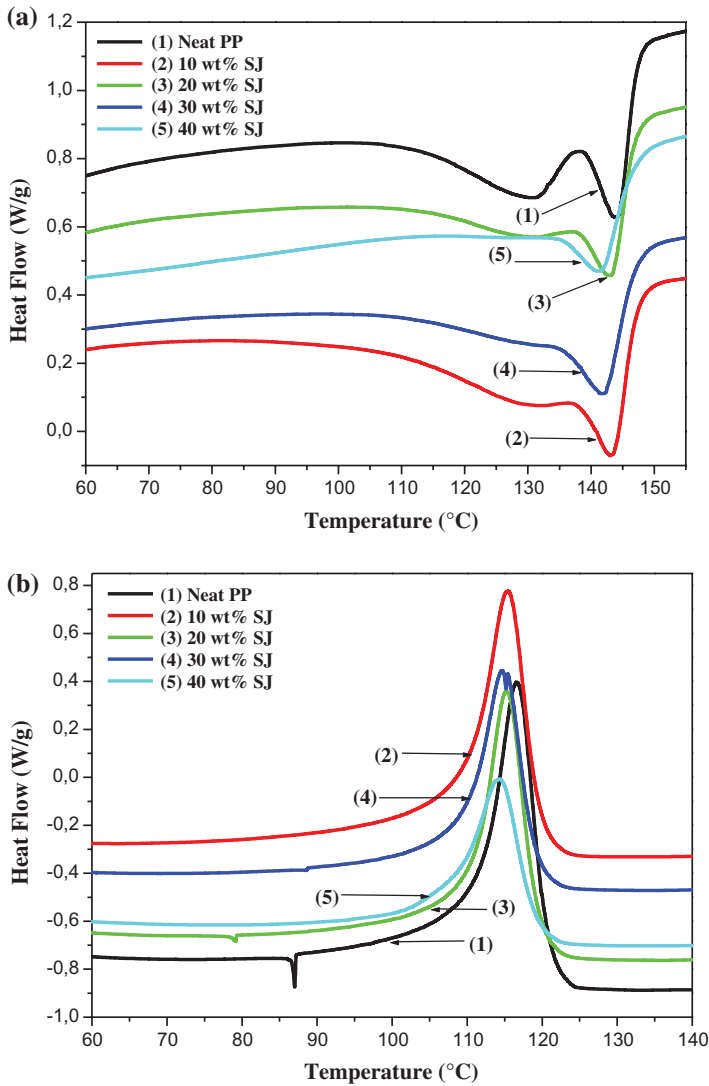 (a)
1,2
(1) Neat PP
(2) 10 wt% SJ
(3) 20 wt% SJ
(4) 30 wt% SJ
(5) 40 wt% SJ
1,0
0,8
0,6
0,4
0,2
0,0
Heat Flow (W/g)
(1)
(5)
(3)
(4)
(2)
60 70 80 90 100 110 120 130 140 150
Temperature (°C)
(b)
0,8
(1) Neat PP
(2) 10 wt% SJ
(3) 20 wt% SJ
(4) 30 wt% SJ
(5) 40 wt% SJ
0,6
0,4
0,2
0,0
-0,2
-0,4
-0,6
-0,8
-1,0
Heat Flow (W/g)
(2)
(4)
(5)
(3)
(1)
60 70 80 90 100 110 120 130 140
Temperature (°C)